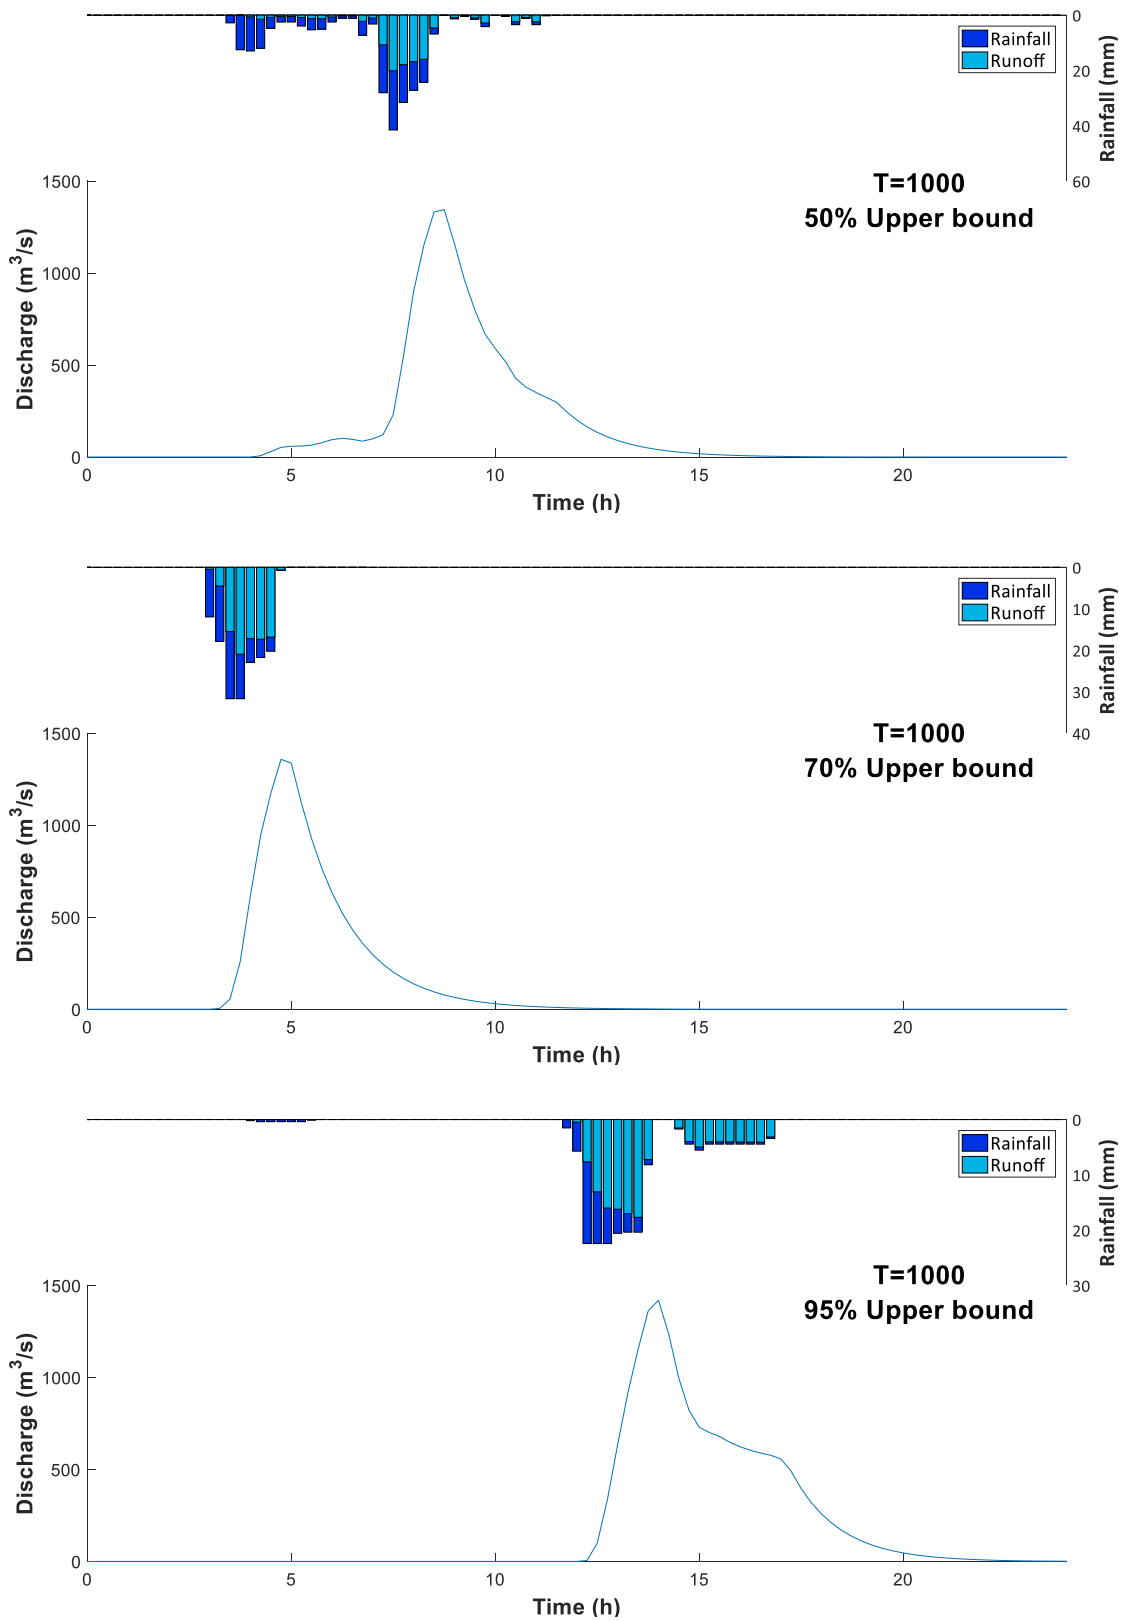 0
Rainfall
Runoff
20
40
60
Rainfall (mm)
T=1000
50% Upper bound
1500
1000
500
0
Discharge (m³/s)
0 5 10 15 20
Time (h)
0
Rainfall
Runoff
10
20
30
40
Rainfall (mm)
T=1000
70% Upper bound
1500
1000
500
0
Discharge (m³/s)
0 5 10 15 20
Time (h)
0
Rainfall
Runoff
10
20
30
Rainfall (mm)
T=1000
95% Upper bound
1500
1000
500
0
Discharge (m³/s)
0 5 10 15 20
Time (h)